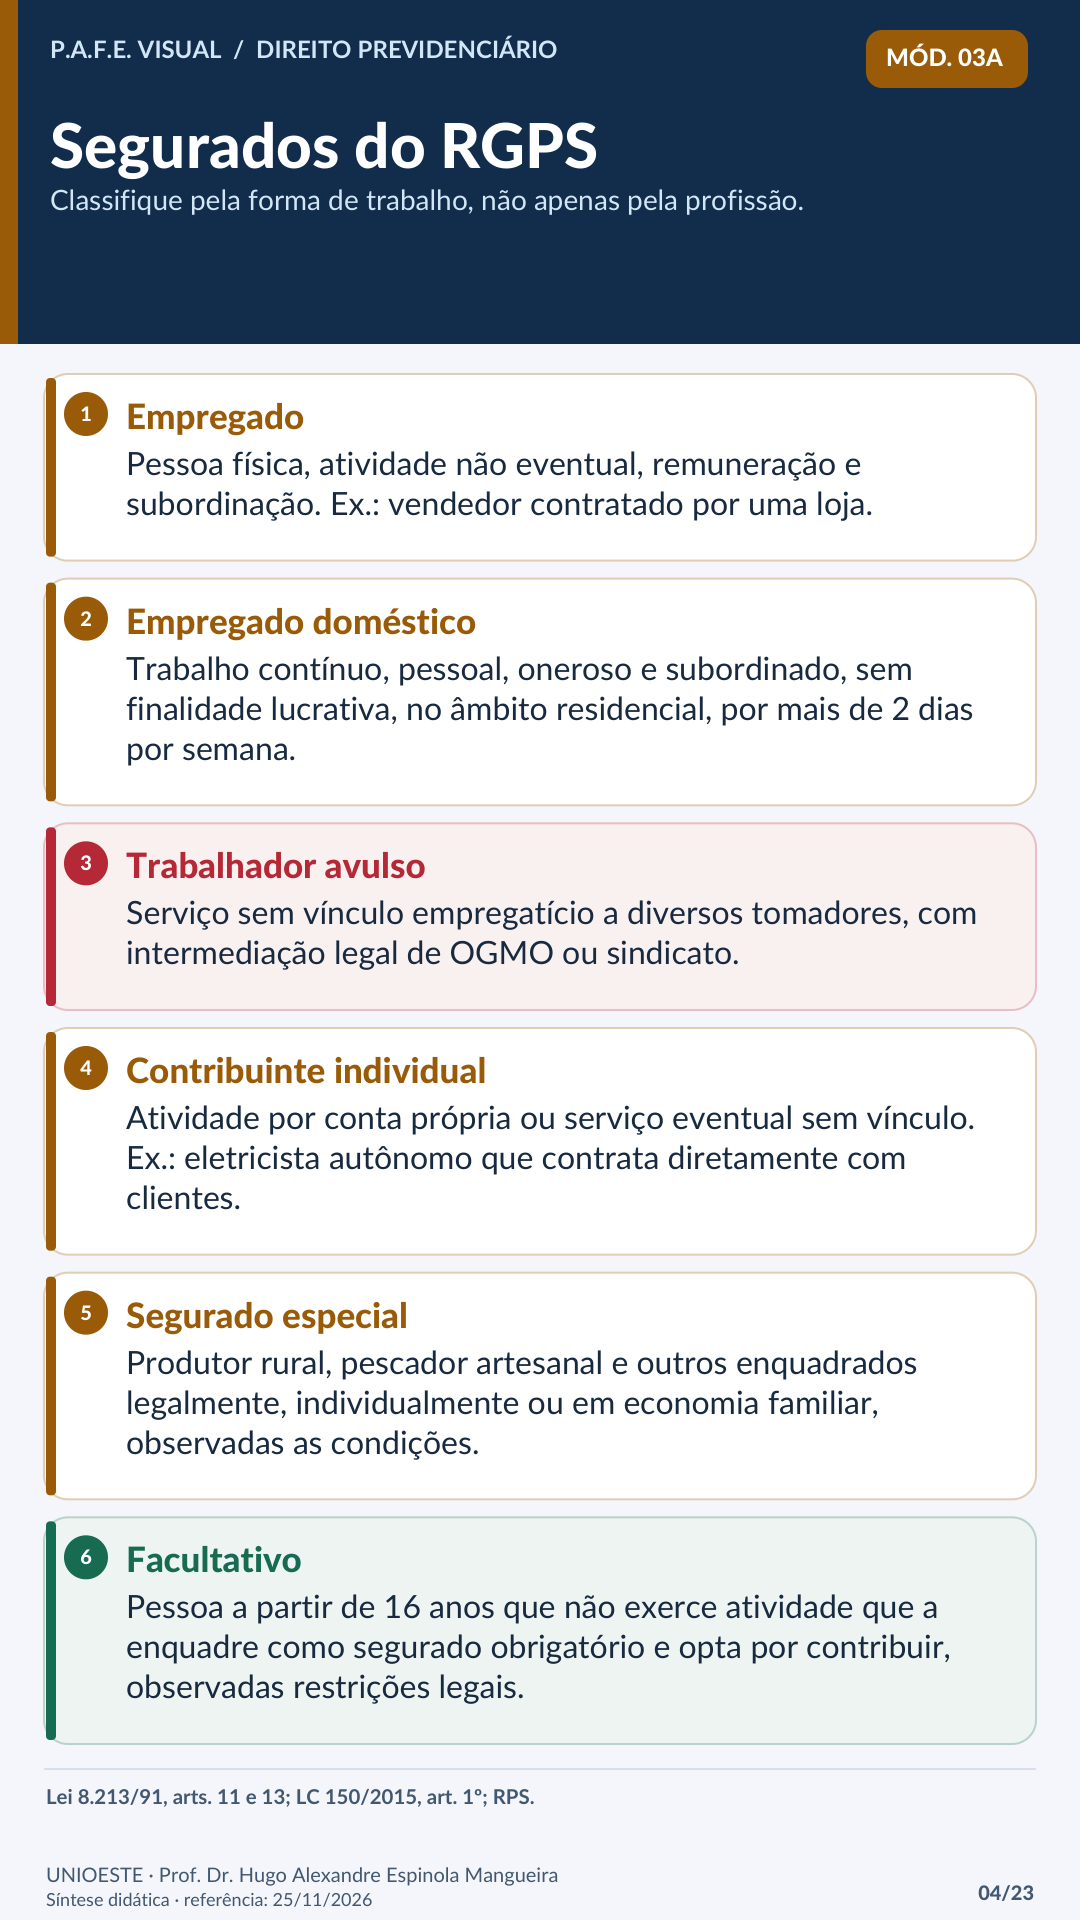 P.A.F.E. VISUAL / DIREITO PREVIDENCIÁRIO
MÓD. 03A
Segurados do RGPS
Classifique pela forma de trabalho, não apenas pela profissão.
1 Empregado
Pessoa física, atividade não eventual, remuneração e
subordinação. Ex.: vendedor contratado por uma loja.
2 Empregado doméstico
Trabalho contínuo, pessoal, oneroso e subordinado, sem
finalidade lucrativa, no âmbito residencial, por mais de 2 dias
por semana.
3 Trabalhador avulso
Serviço sem vínculo empregatício a diversos tomadores, com
intermediação legal de OGMO ou sindicato.
4 Contribuinte individual
Atividade por conta própria ou serviço eventual sem vínculo.
Ex.: eletricista autônomo que contrata diretamente com
clientes.
5 Segurado especial
Produtor rural, pescador artesanal e outros enquadrados
legalmente, individualmente ou em economia familiar,
observadas as condições.
6 Facultativo
Pessoa a partir de 16 anos que não exerce atividade que a
enquadre como segurado obrigatório e opta por contribuir,
observadas restrições legais.
Lei 8.213/91, arts. 11 e 13; LC 150/2015, art. 1º; RPS.
UNIOESTE · Prof. Dr. Hugo Alexandre Espinola Mangueira
Síntese didática · referência: 25/11/2026
04/23